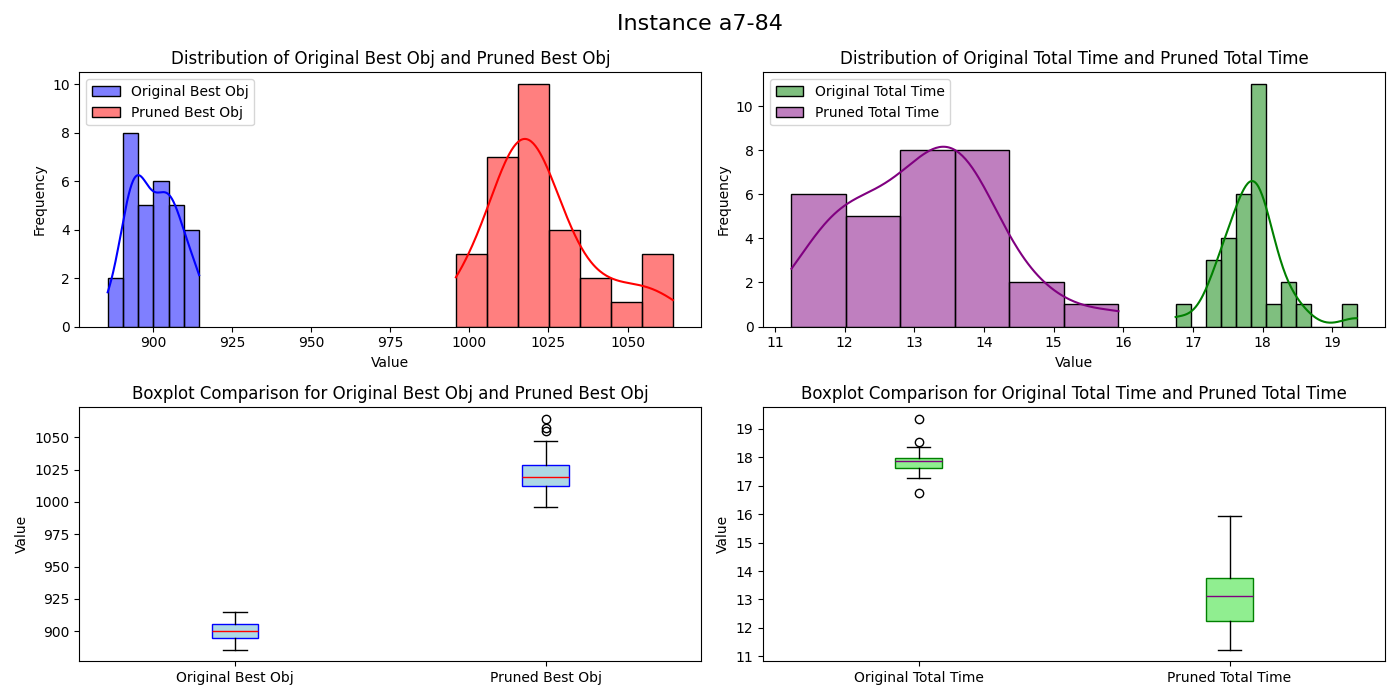 Instance a7-84
Distribution of Original Best Obj and Pruned Best Obj
Original Best Obj
Pruned Best Obj
Frequency
10
8
6
4
2
0
900
925
950
975
1000
1025
1050
Value
Distribution of Original Total Time and Pruned Total Time
Original Total Time
Pruned Total Time
Frequency
10
8
6
4
2
0
11
12
13
14
15
16
17
18
19
Value
Boxplot Comparison for Original Best Obj and Pruned Best Obj
Value
1050
1025
1000
975
950
925
900
Original Best Obj
Pruned Best Obj
Boxplot Comparison for Original Total Time and Pruned Total Time
Value
19
18
17
16
15
14
13
12
11
Original Total Time
Pruned Total Time